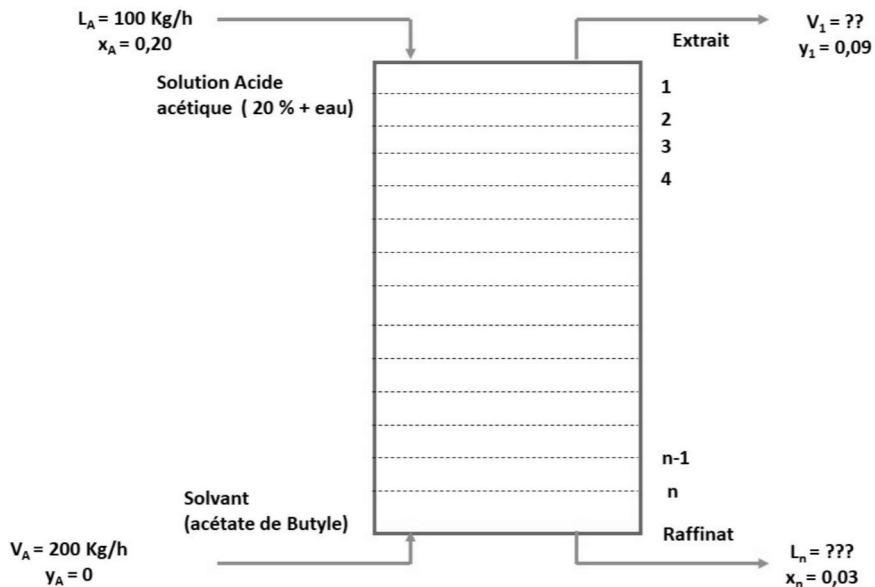 L_A = 100 Kg/h
x_A = 0,20
Solution Acide
acétique ( 20 % + eau)
Extrait
V_1 = ??
y_1 = 0,09
1
2
3
4
n-1
n
Solvant
(acétate de Butyle)
V_A = 200 Kg/h
y_A = 0
Raffinat
L_n = ???
x_n = 0,03